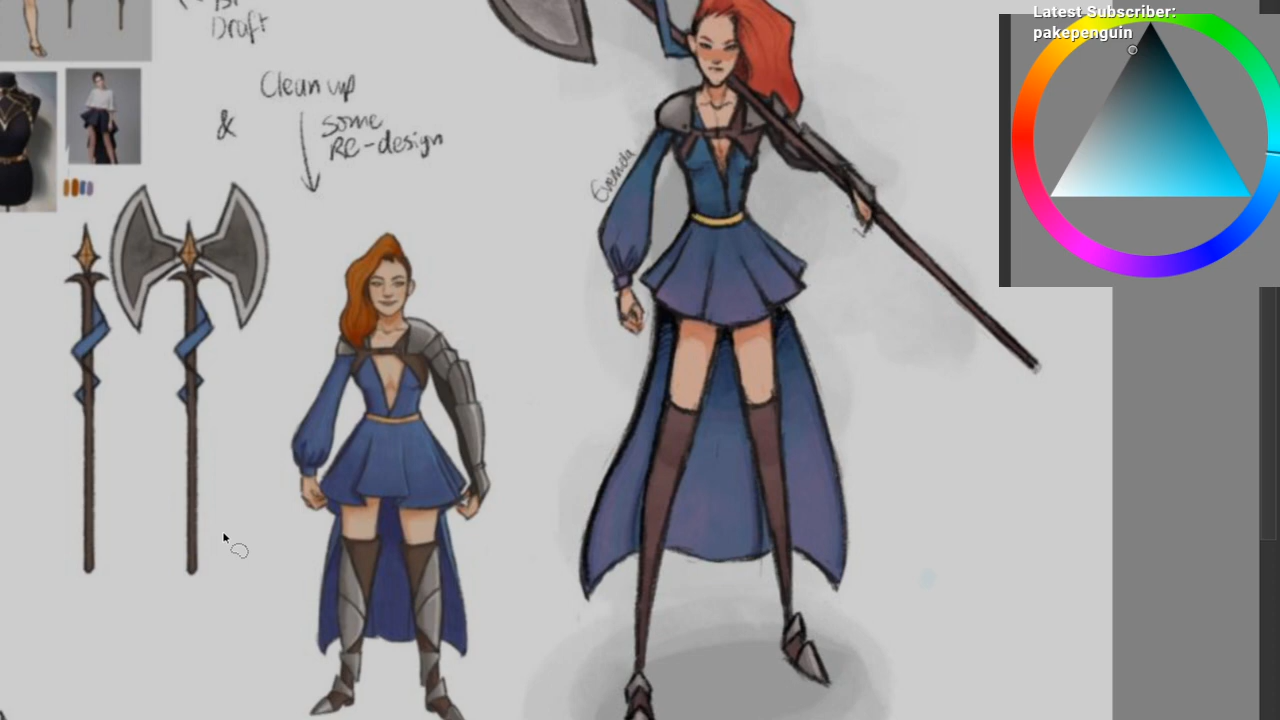 Draft
Clean up
&
some
Re-design
Latest Subscriber:
pakepenguin